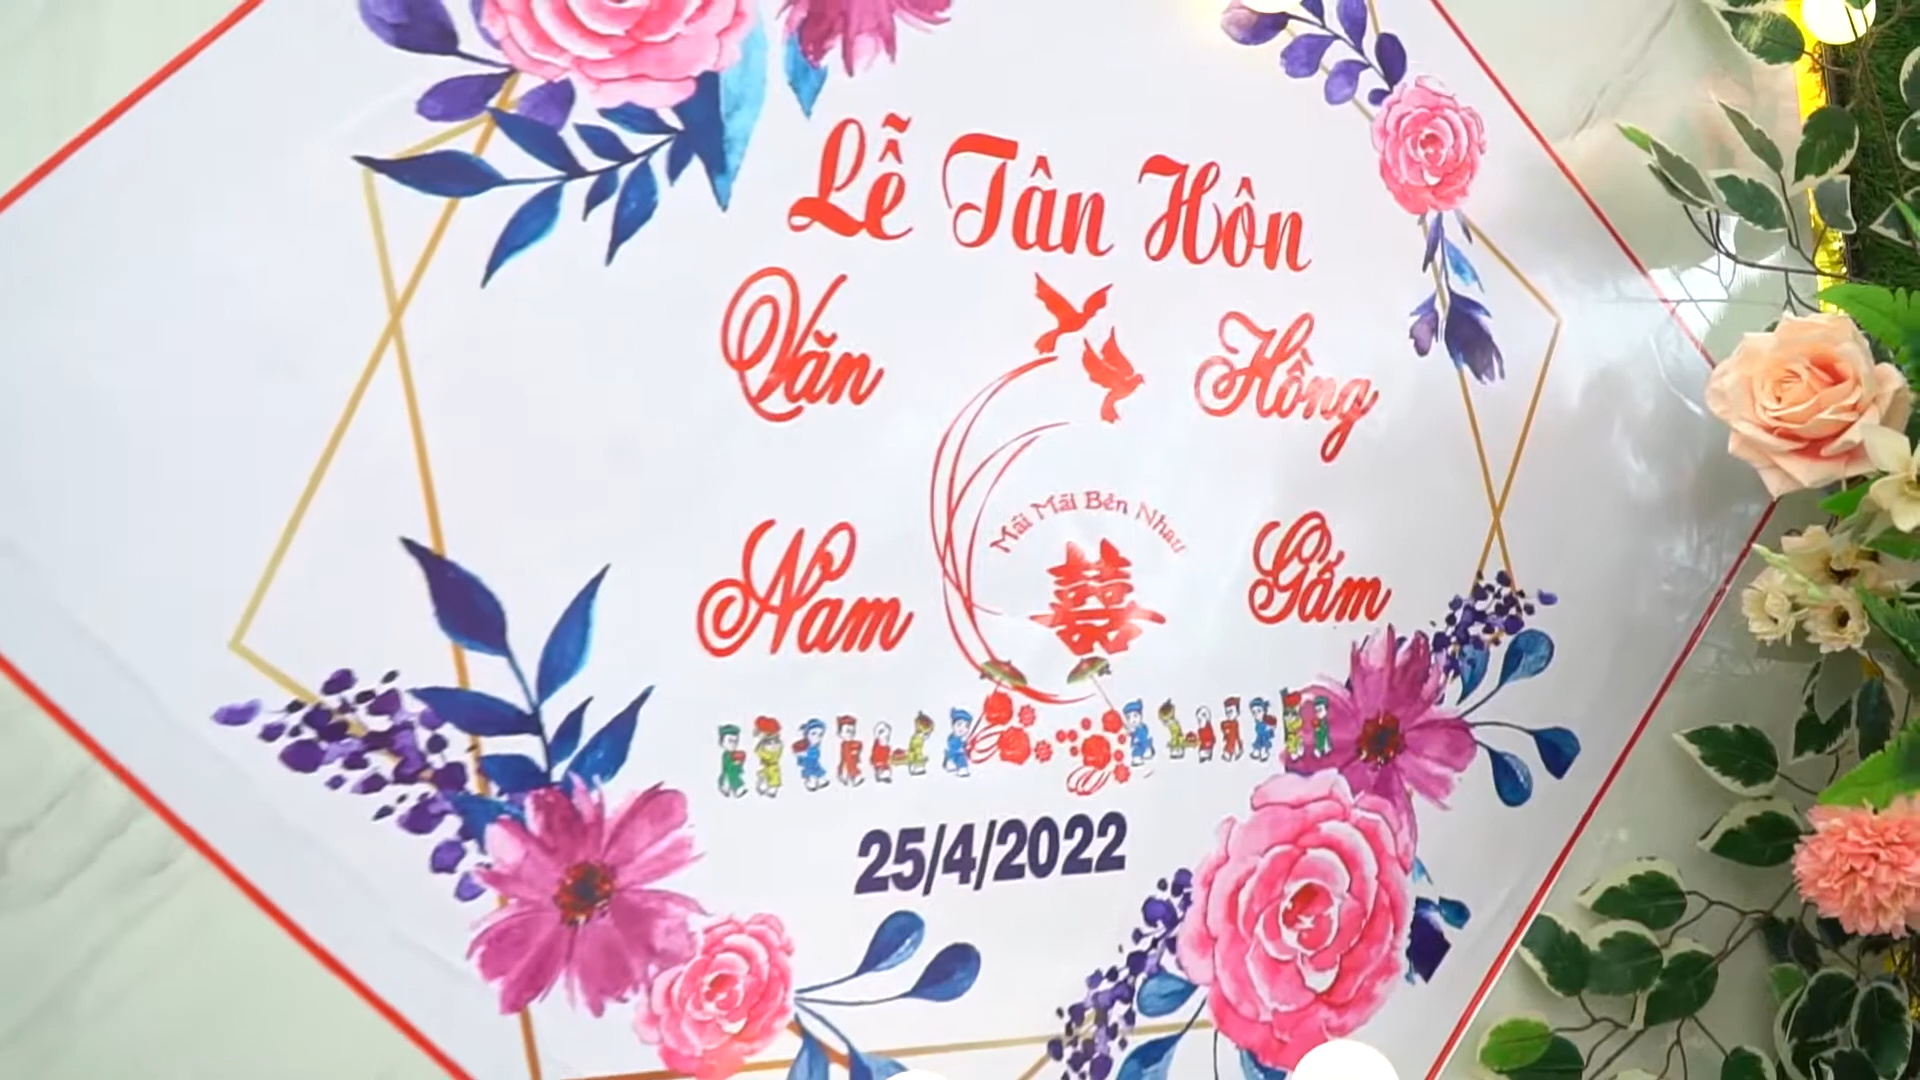 Lễ Tân Hôn
Văn Hồng
Mãi Mãi Bên Nhau
囍
Nam Gấm
25/4/2022